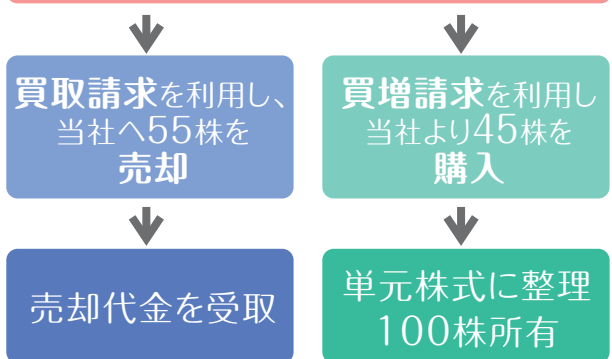 買取請求を利用し、
当社へ55株を
売却
買増請求を利用し
当社より45株を
購入
売却代金を受取
単元株式に整理
100株所有